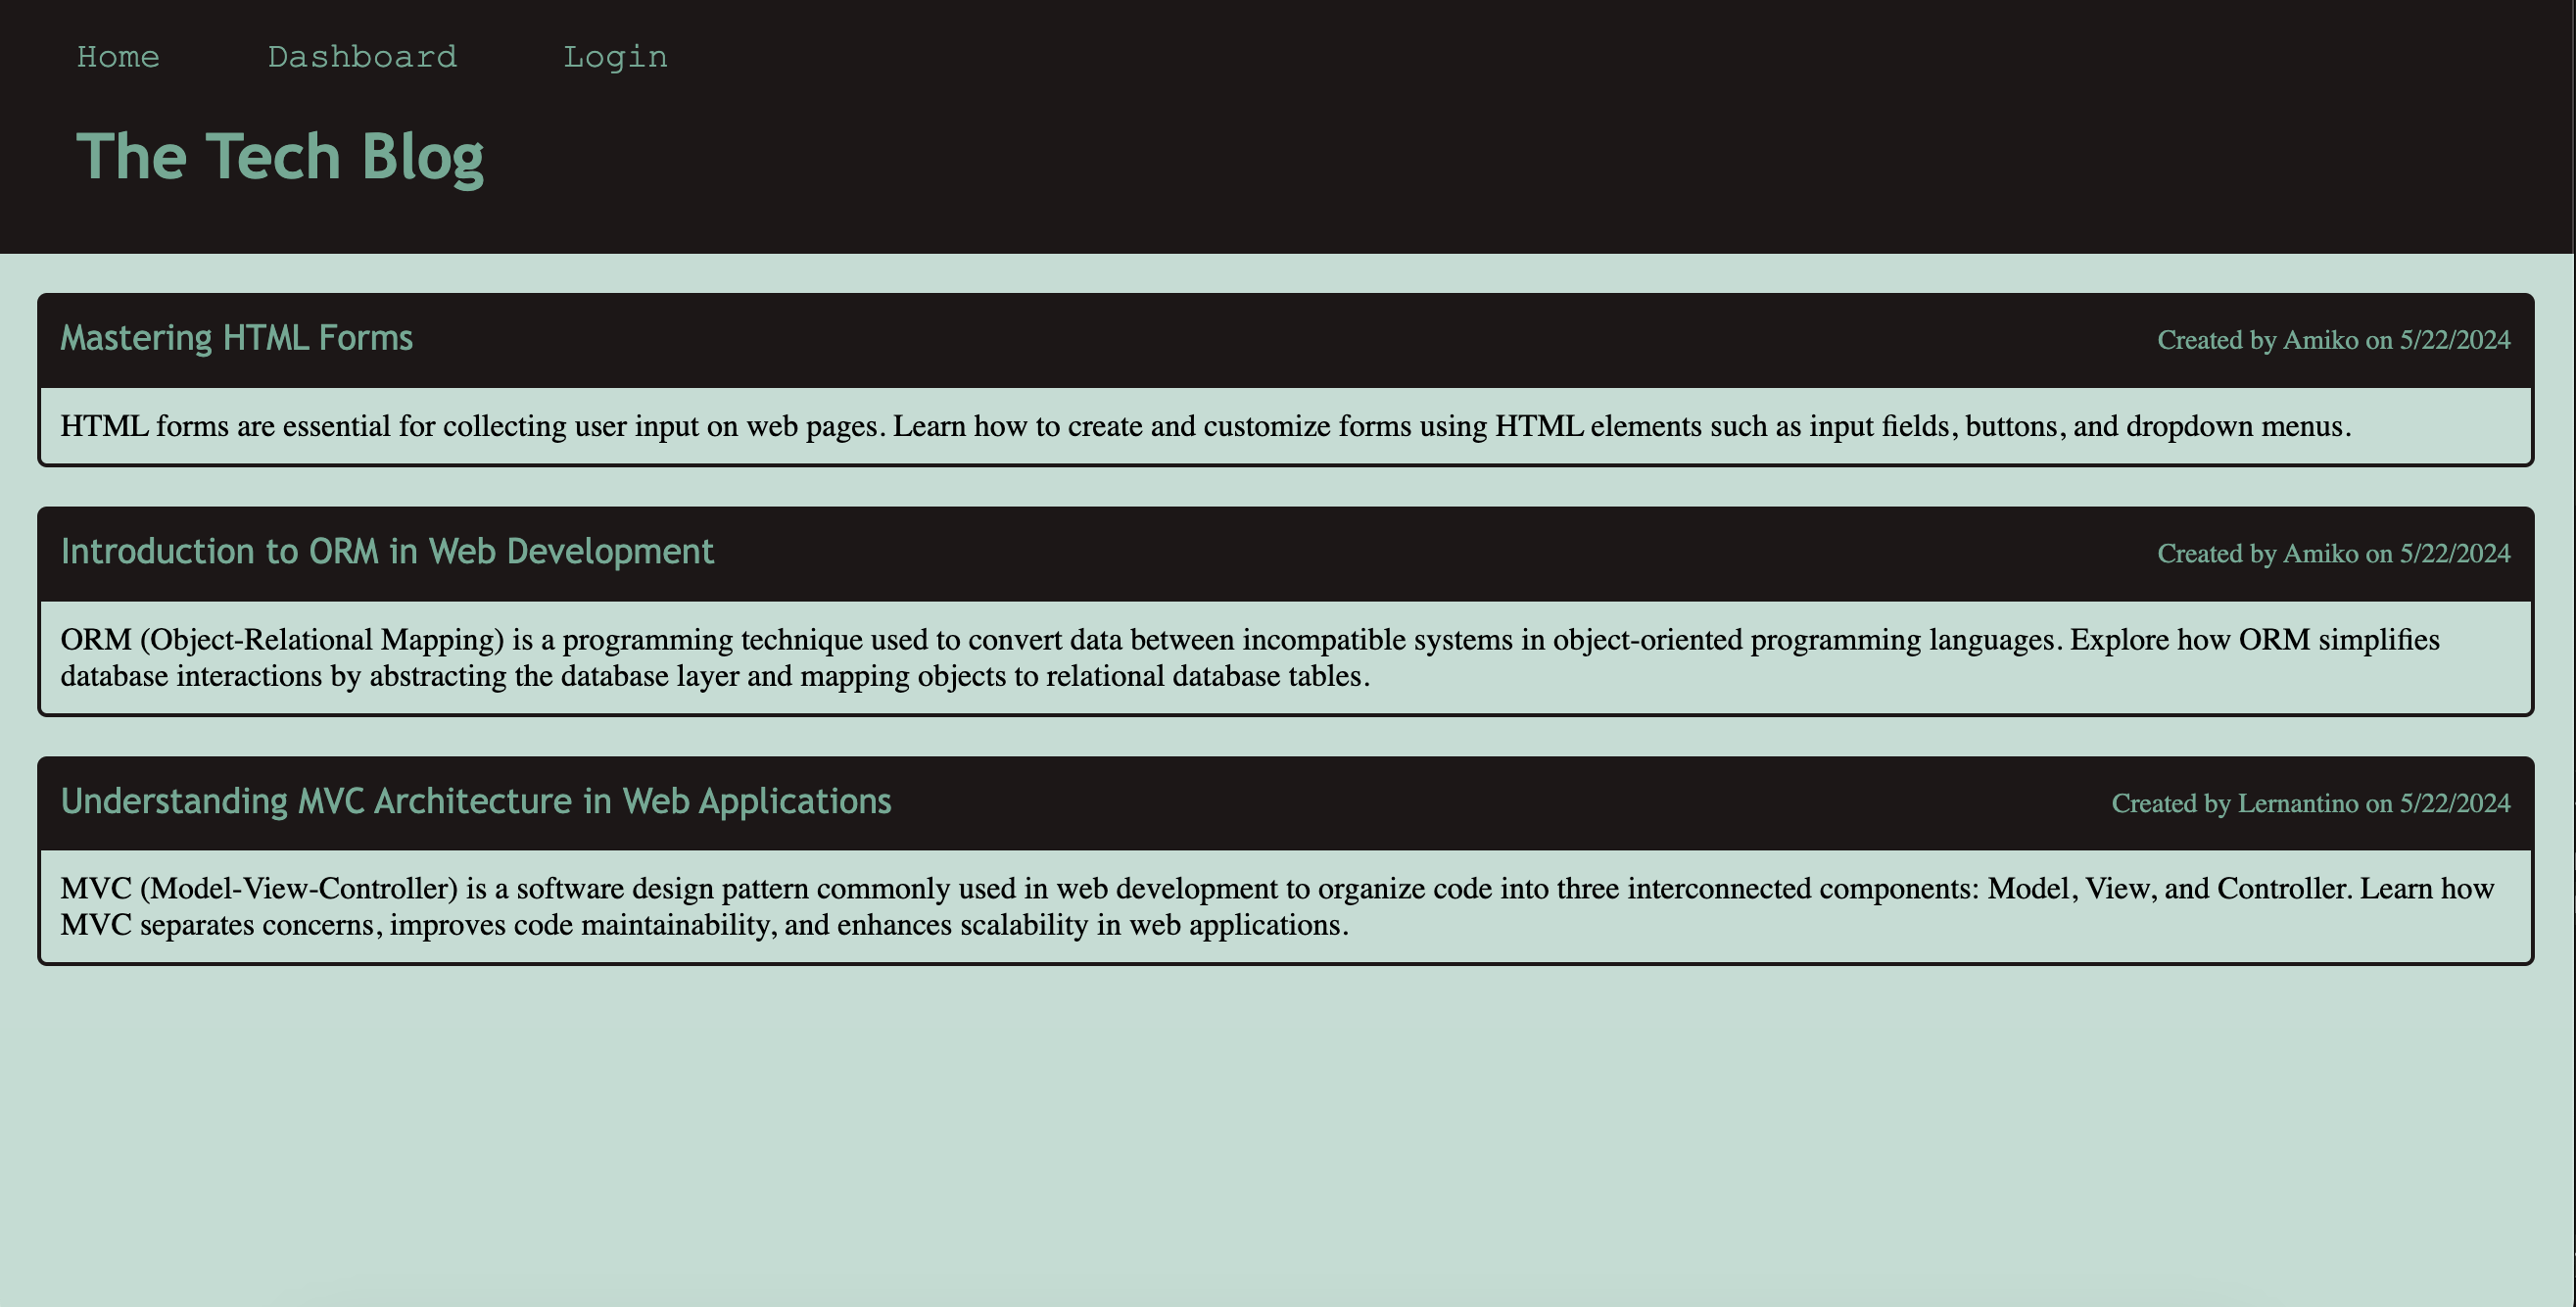 Home Dashboard Login
The Tech Blog
Mastering HTML Forms
Created by Amiko on 5/22/2024
HTML forms are essential for collecting user input on web pages. Learn how to create and customize forms using HTML elements such as input fields, buttons, and dropdown menus.
Introduction to ORM in Web Development
Created by Amiko on 5/22/2024
ORM (Object-Relational Mapping) is a programming technique used to convert data between incompatible systems in object-oriented programming languages. Explore how ORM simplifies
database interactions by abstracting the database layer and mapping objects to relational database tables.
Understanding MVC Architecture in Web Applications
Created by Lernantino on 5/22/2024
MVC (Model-View-Controller) is a software design pattern commonly used in web development to organize code into three interconnected components: Model, View, and Controller. Learn how
MVC separates concerns, improves code maintainability, and enhances scalability in web applications.